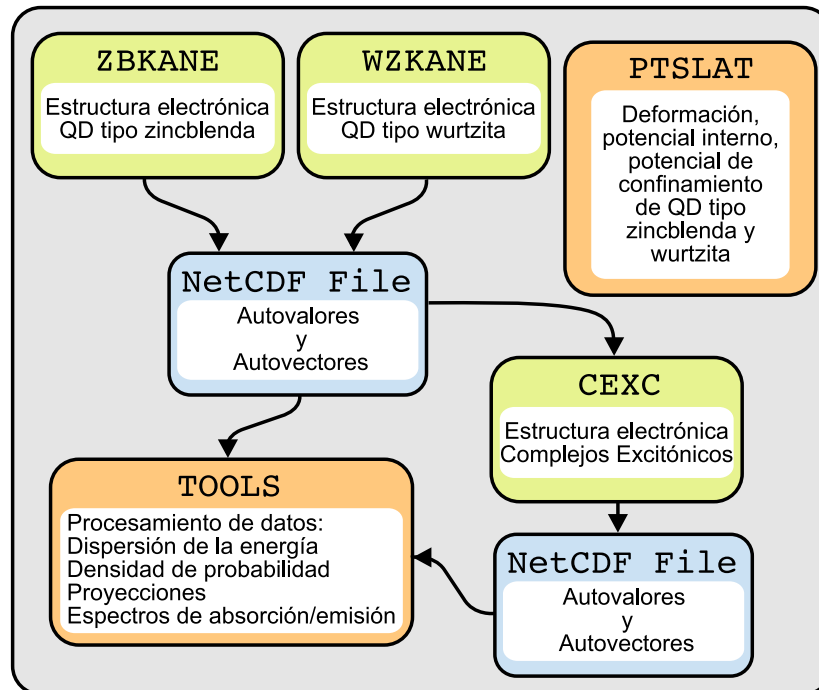 ZBKANE
Estructura electrónica
QD tipo zincblenda
WZKANE
Estructura electrónica
QD tipo wurtzita
PTSLAT
Deformación,
potencial interno,
potencial de
confinamiento
de QD tipo
zincblenda y
wurtzita
NetCDF File
Autovalores
y
Autovectores
CEXC
Estructura electrónica
Complejos Excitónicos
TOOLS
Procesamiento de datos:
Dispersión de la energía
Densidad de probabilidad
Proyecciones
Espectros de absorción/emisión
NetCDF File
Autovalores
y
Autovectores